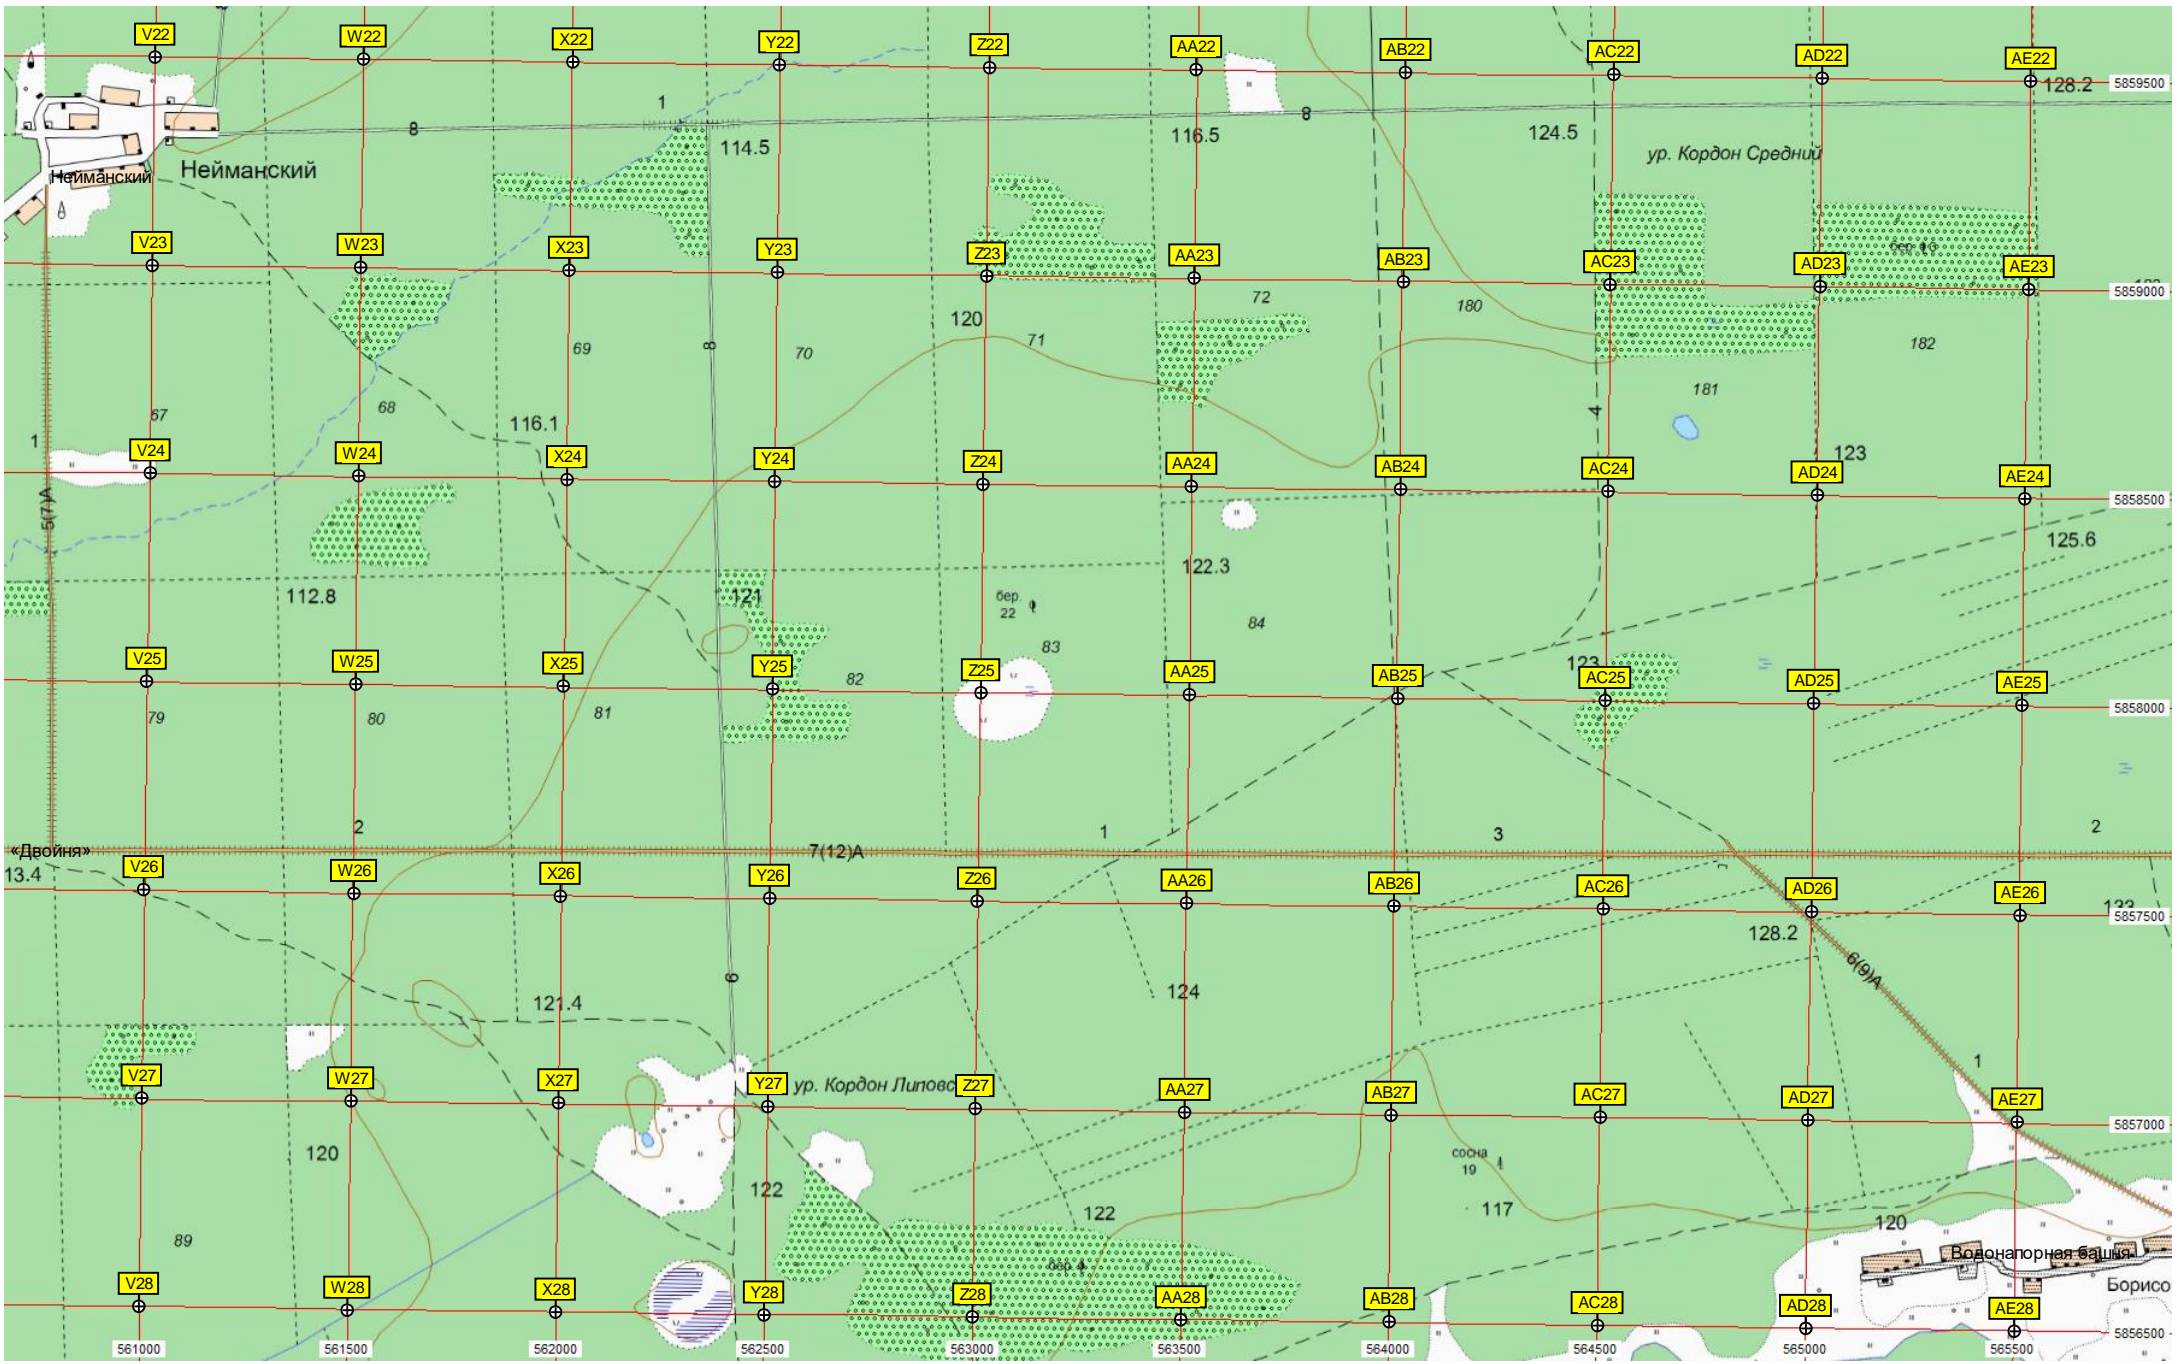 V22 W22 X22 Y22 Z22 AA22 AB22 AC22 AD22 AE22
128.2
5859500
1
8
8
114.5
116.5
124.5
ур. Кордон Средний
Нейманский
Нейманский
V23 W23 X23 Y23 Z23 AA23 AB23 AC23 AD23 AE23
5859000
72
180
120
71
69
8
70
182
181
67
68
116.1
4
1
123
V24 W24 X24 Y24 Z24 AA24 AB24 AC24 AD24 AE24
5858500
5(7)А
125.6
122.3
112.8
121
бер.
22
84
83
123
V25 W25 X25 Y25 Z25 AA25 AB25 AC25 AD25 AE25
82
5858000
79
80
81
2
1
3
2
«Двойня»
7(12)А
13.4
V26 W26 X26 Y26 Z26 AA26 AB26 AC26 AD26 AE26
5857500
128.2
6(9)А
6
124
121.4
1
V27 W27 X27 Y27 Z27 AA27 AB27 AC27 AD27 AE27
ур. Кордон Липовс
5857000
120
сосна
19
122
122
117
120
89
Водонапорная башня
бер.
Борисо
V28 W28 X28 Y28 Z28 AA28 AB28 AC28 AD28 AE28
5856500
561000 561500 562000 562500 563000 563500 564000 564500 565000 565500